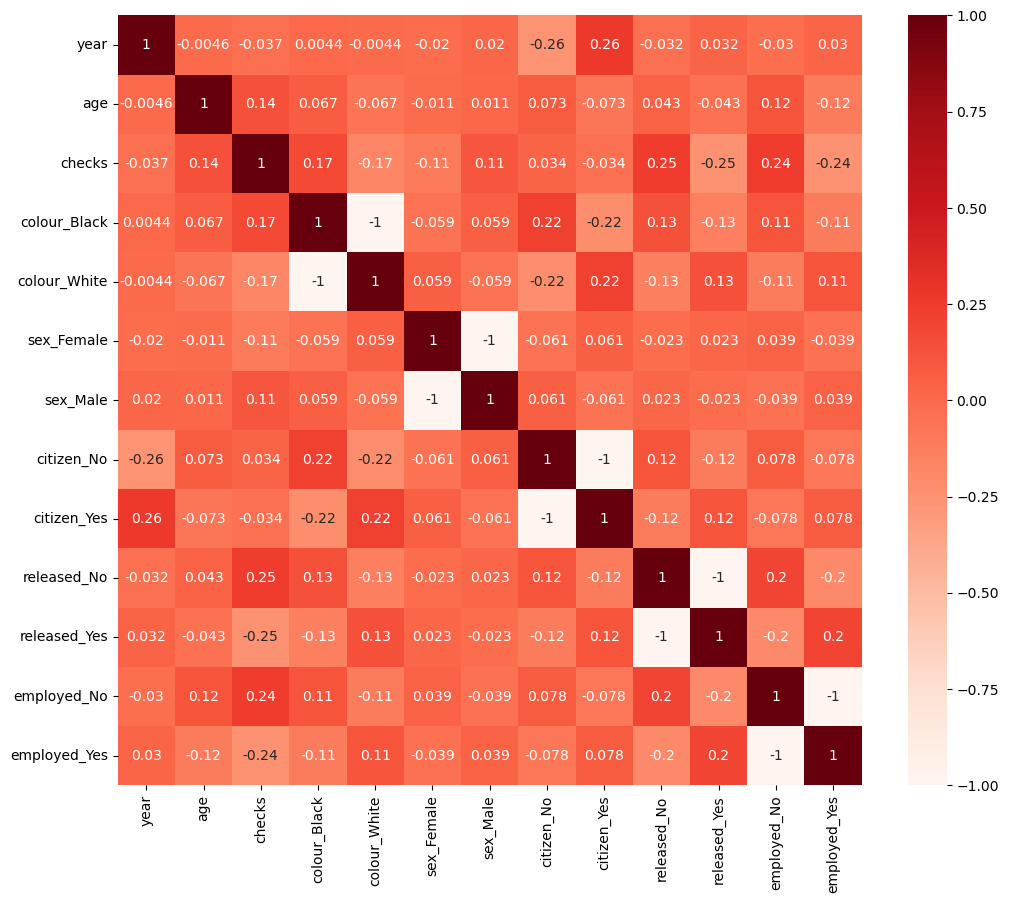 year 1 -0.0046 -0.037 0.0044 -0.0044 -0.02 0.02 -0.26 0.26 -0.032 0.032 -0.03 0.03
age -0.0046 1 0.14 0.067 -0.067 -0.011 0.011 0.073 -0.073 0.043 -0.043 0.12 -0.12
checks -0.037 0.14 1 0.17 -0.17 -0.11 0.11 0.034 -0.034 0.25 -0.25 0.24 -0.24
colour_Black 0.0044 0.067 0.17 1 -1 -0.059 0.059 0.22 -0.22 0.13 -0.13 0.11 -0.11
colour_White -0.0044 -0.067 -0.17 -1 1 0.059 -0.059 -0.22 0.22 -0.13 0.13 -0.11 0.11
sex_Female -0.02 -0.011 -0.11 -0.059 0.059 1 -1 -0.061 0.061 -0.023 0.023 0.039 -0.039
sex_Male 0.02 0.011 0.11 0.059 -0.059 -1 1 0.061 -0.061 0.023 -0.023 -0.039 0.039
citizen_No -0.26 0.073 0.034 0.22 -0.22 -0.061 0.061 1 -1 0.12 -0.12 0.078 -0.078
citizen_Yes 0.26 -0.073 -0.034 -0.22 0.22 0.061 -0.061 -1 1 -0.12 0.12 -0.078 0.078
released_No -0.032 0.043 0.25 0.13 -0.13 -0.023 0.023 0.12 -0.12 1 -1 0.2 -0.2
released_Yes 0.032 -0.043 -0.25 -0.13 0.13 0.023 -0.023 -0.12 0.12 -1 1 -0.2 0.2
employed_No -0.03 0.12 0.24 0.11 -0.11 0.039 -0.039 0.078 -0.078 0.2 -0.2 1 -1
employed_Yes 0.03 -0.12 -0.24 -0.11 0.11 -0.039 0.039 -0.078 0.078 -0.2 0.2 -1 1
year age checks colour_Black colour_White sex_Female sex_Male citizen_No citizen_Yes released_No released_Yes employed_No employed_Yes
1.00
0.75
0.50
0.25
0.00
−0.25
−0.50
−0.75
−1.00